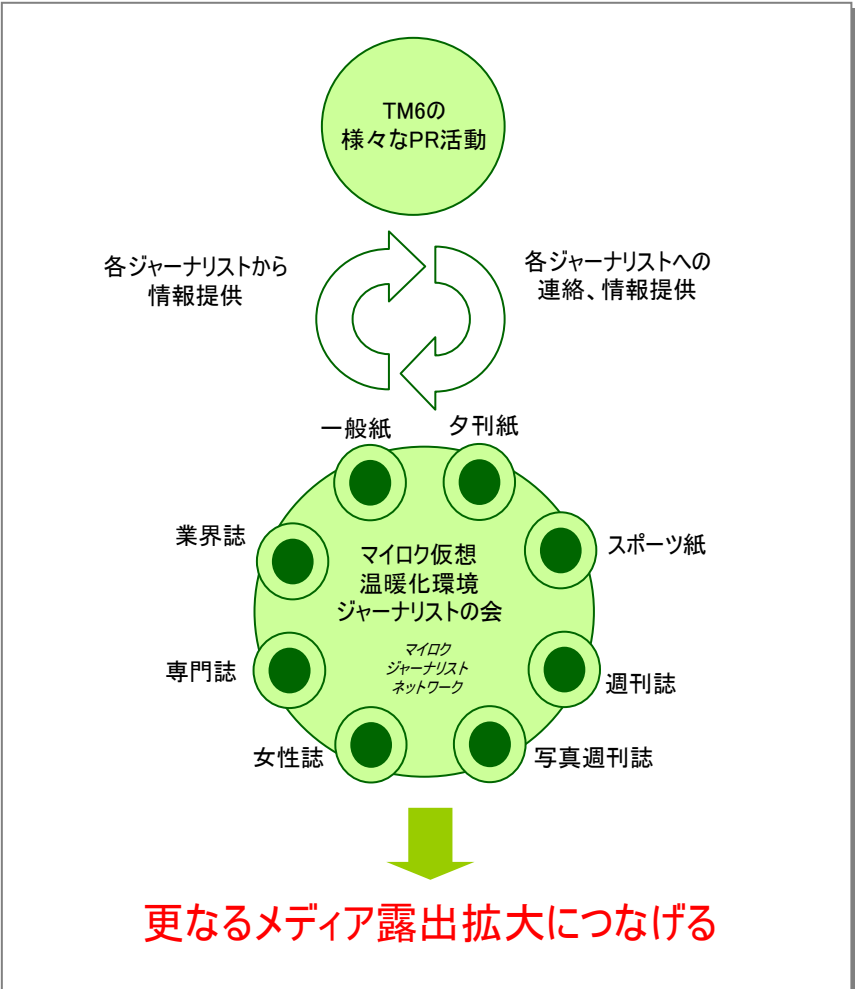 TM6の
様々なPR活動
各ジャーナリストから
情報提供
各ジャーナリストへの
連絡、情報提供
一般紙
夕刊紙
業界誌
スポーツ紙
マイロク仮想
温暖化環境
ジャーナリストの会
マイロク
ジャーナリスト
ネットワーク
専門誌
週刊誌
女性誌
写真週刊誌
更なるメディア露出拡大につなげる